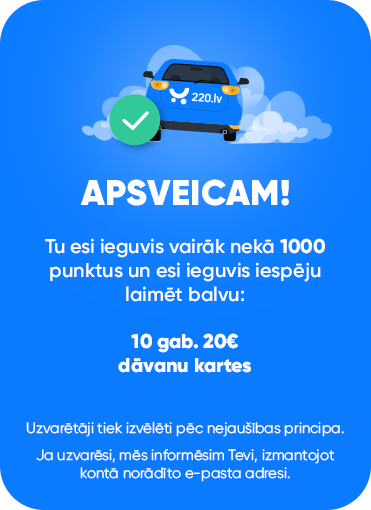 220.lv
APSVEICAM!
Tu esi ieguvis vairāk nekā 1000
punktus un esi ieguvis iespēju
laimēt balvu:
10 gab. 20€
dāvanu kartes
Uzvarētāji tiek izvēlēti pēc nejaušības principa.
Ja uzvarēsi, mēs informēsim Tevi, izmantojot
kontā norādīto e-pasta adresi.